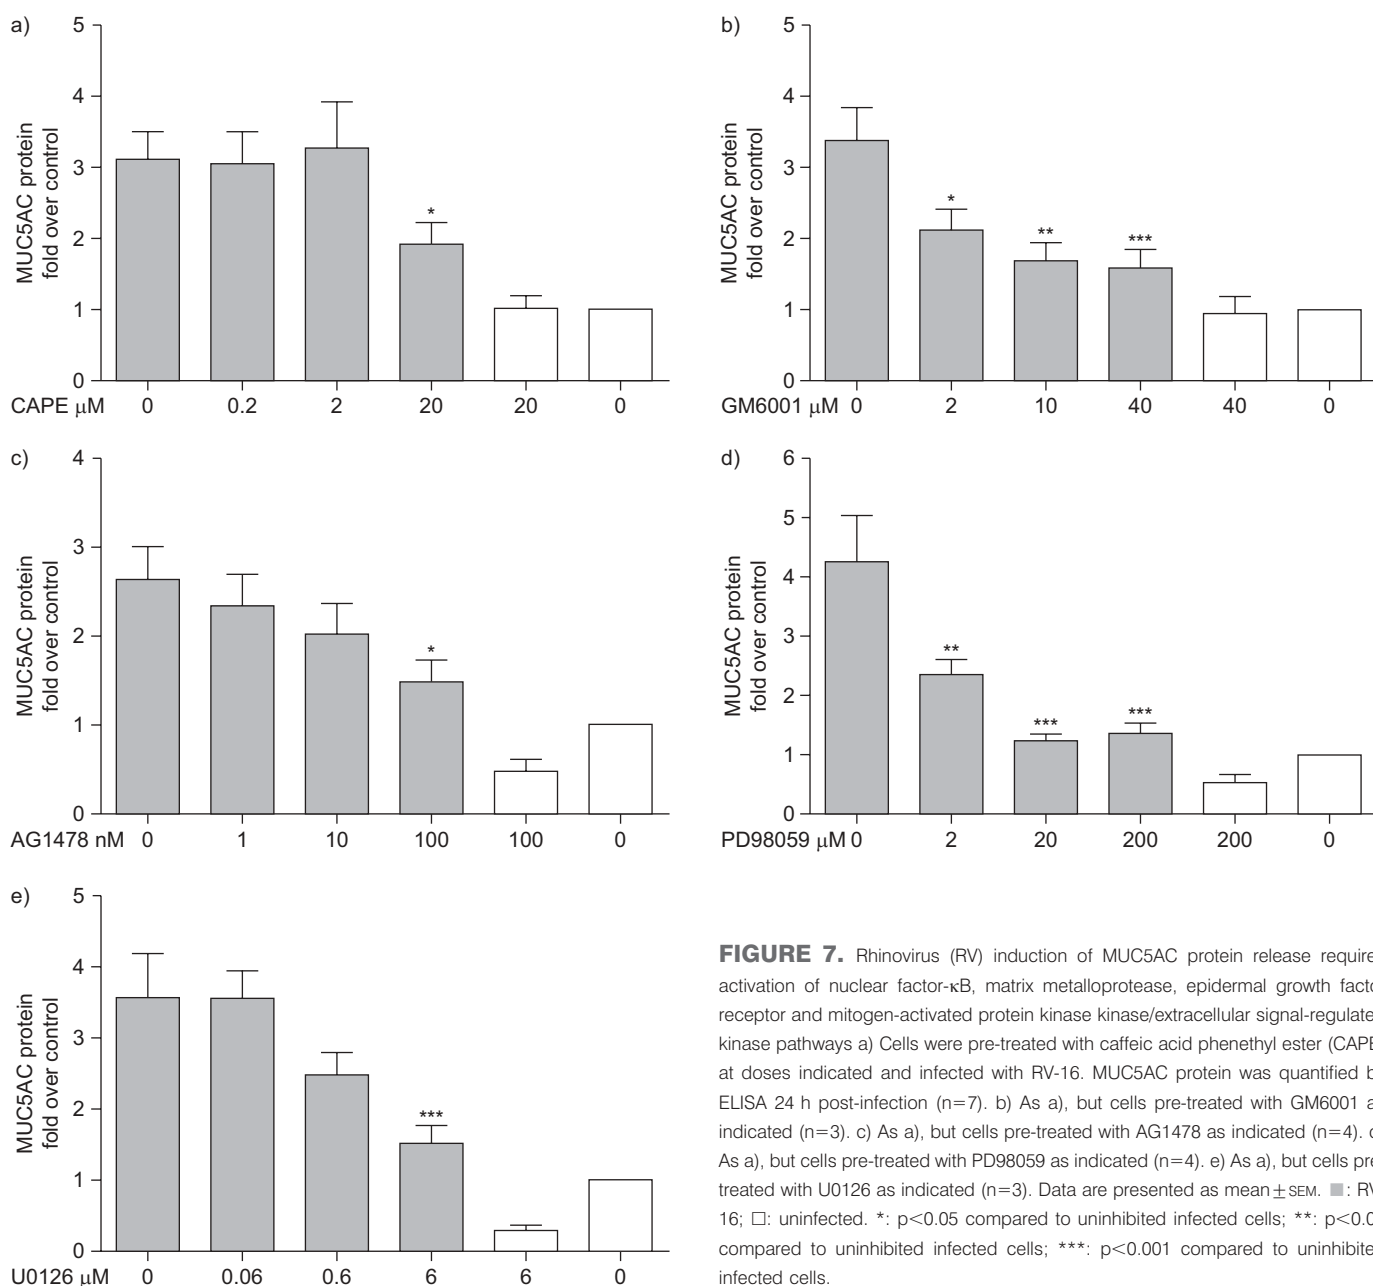 a)
5
4
3
2
1
0
MUC5AC protein
fold over control
*
CAPE μM 0 0.2 2 20 20 0
b)
5
4
3
2
1
0
MUC5AC protein
fold over control
*
**
***
GM6001 μM 0 2 10 40 40 0
c)
4
3
2
1
0
MUC5AC protein
fold over control
*
AG1478 nM 0 1 10 100 100 0
d)
6
5
4
3
2
1
0
MUC5AC protein
fold over control
**
***
***
PD98059 μM 0 2 20 200 200 0
e)
5
4
3
2
1
0
MUC5AC protein
fold over control
***
U0126 μM 0 0.06 0.6 6 6 0
FIGURE 7. Rhinovirus (RV) induction of MUC5AC protein release require
activation of nuclear factor-κB, matrix metalloprotease, epidermal growth facto
receptor and mitogen-activated protein kinase kinase/extracellular signal-regulate
kinase pathways a) Cells were pre-treated with caffeic acid phenethyl ester (CAPE
at doses indicated and infected with RV-16. MUC5AC protein was quantified b
ELISA 24 h post-infection (n=7). b) As a), but cells pre-treated with GM6001 a
indicated (n=3). c) As a), but cells pre-treated with AG1478 as indicated (n=4).
As a), but cells pre-treated with PD98059 as indicated (n=4). e) As a), but cells pre
treated with U0126 as indicated (n=3). Data are presented as mean±SEM. ■: RV
16; □: uninfected. *: p<0.05 compared to uninhibited infected cells; **: p<0.0
compared to uninhibited infected cells; ***: p<0.001 compared to uninhibite
infected cells.